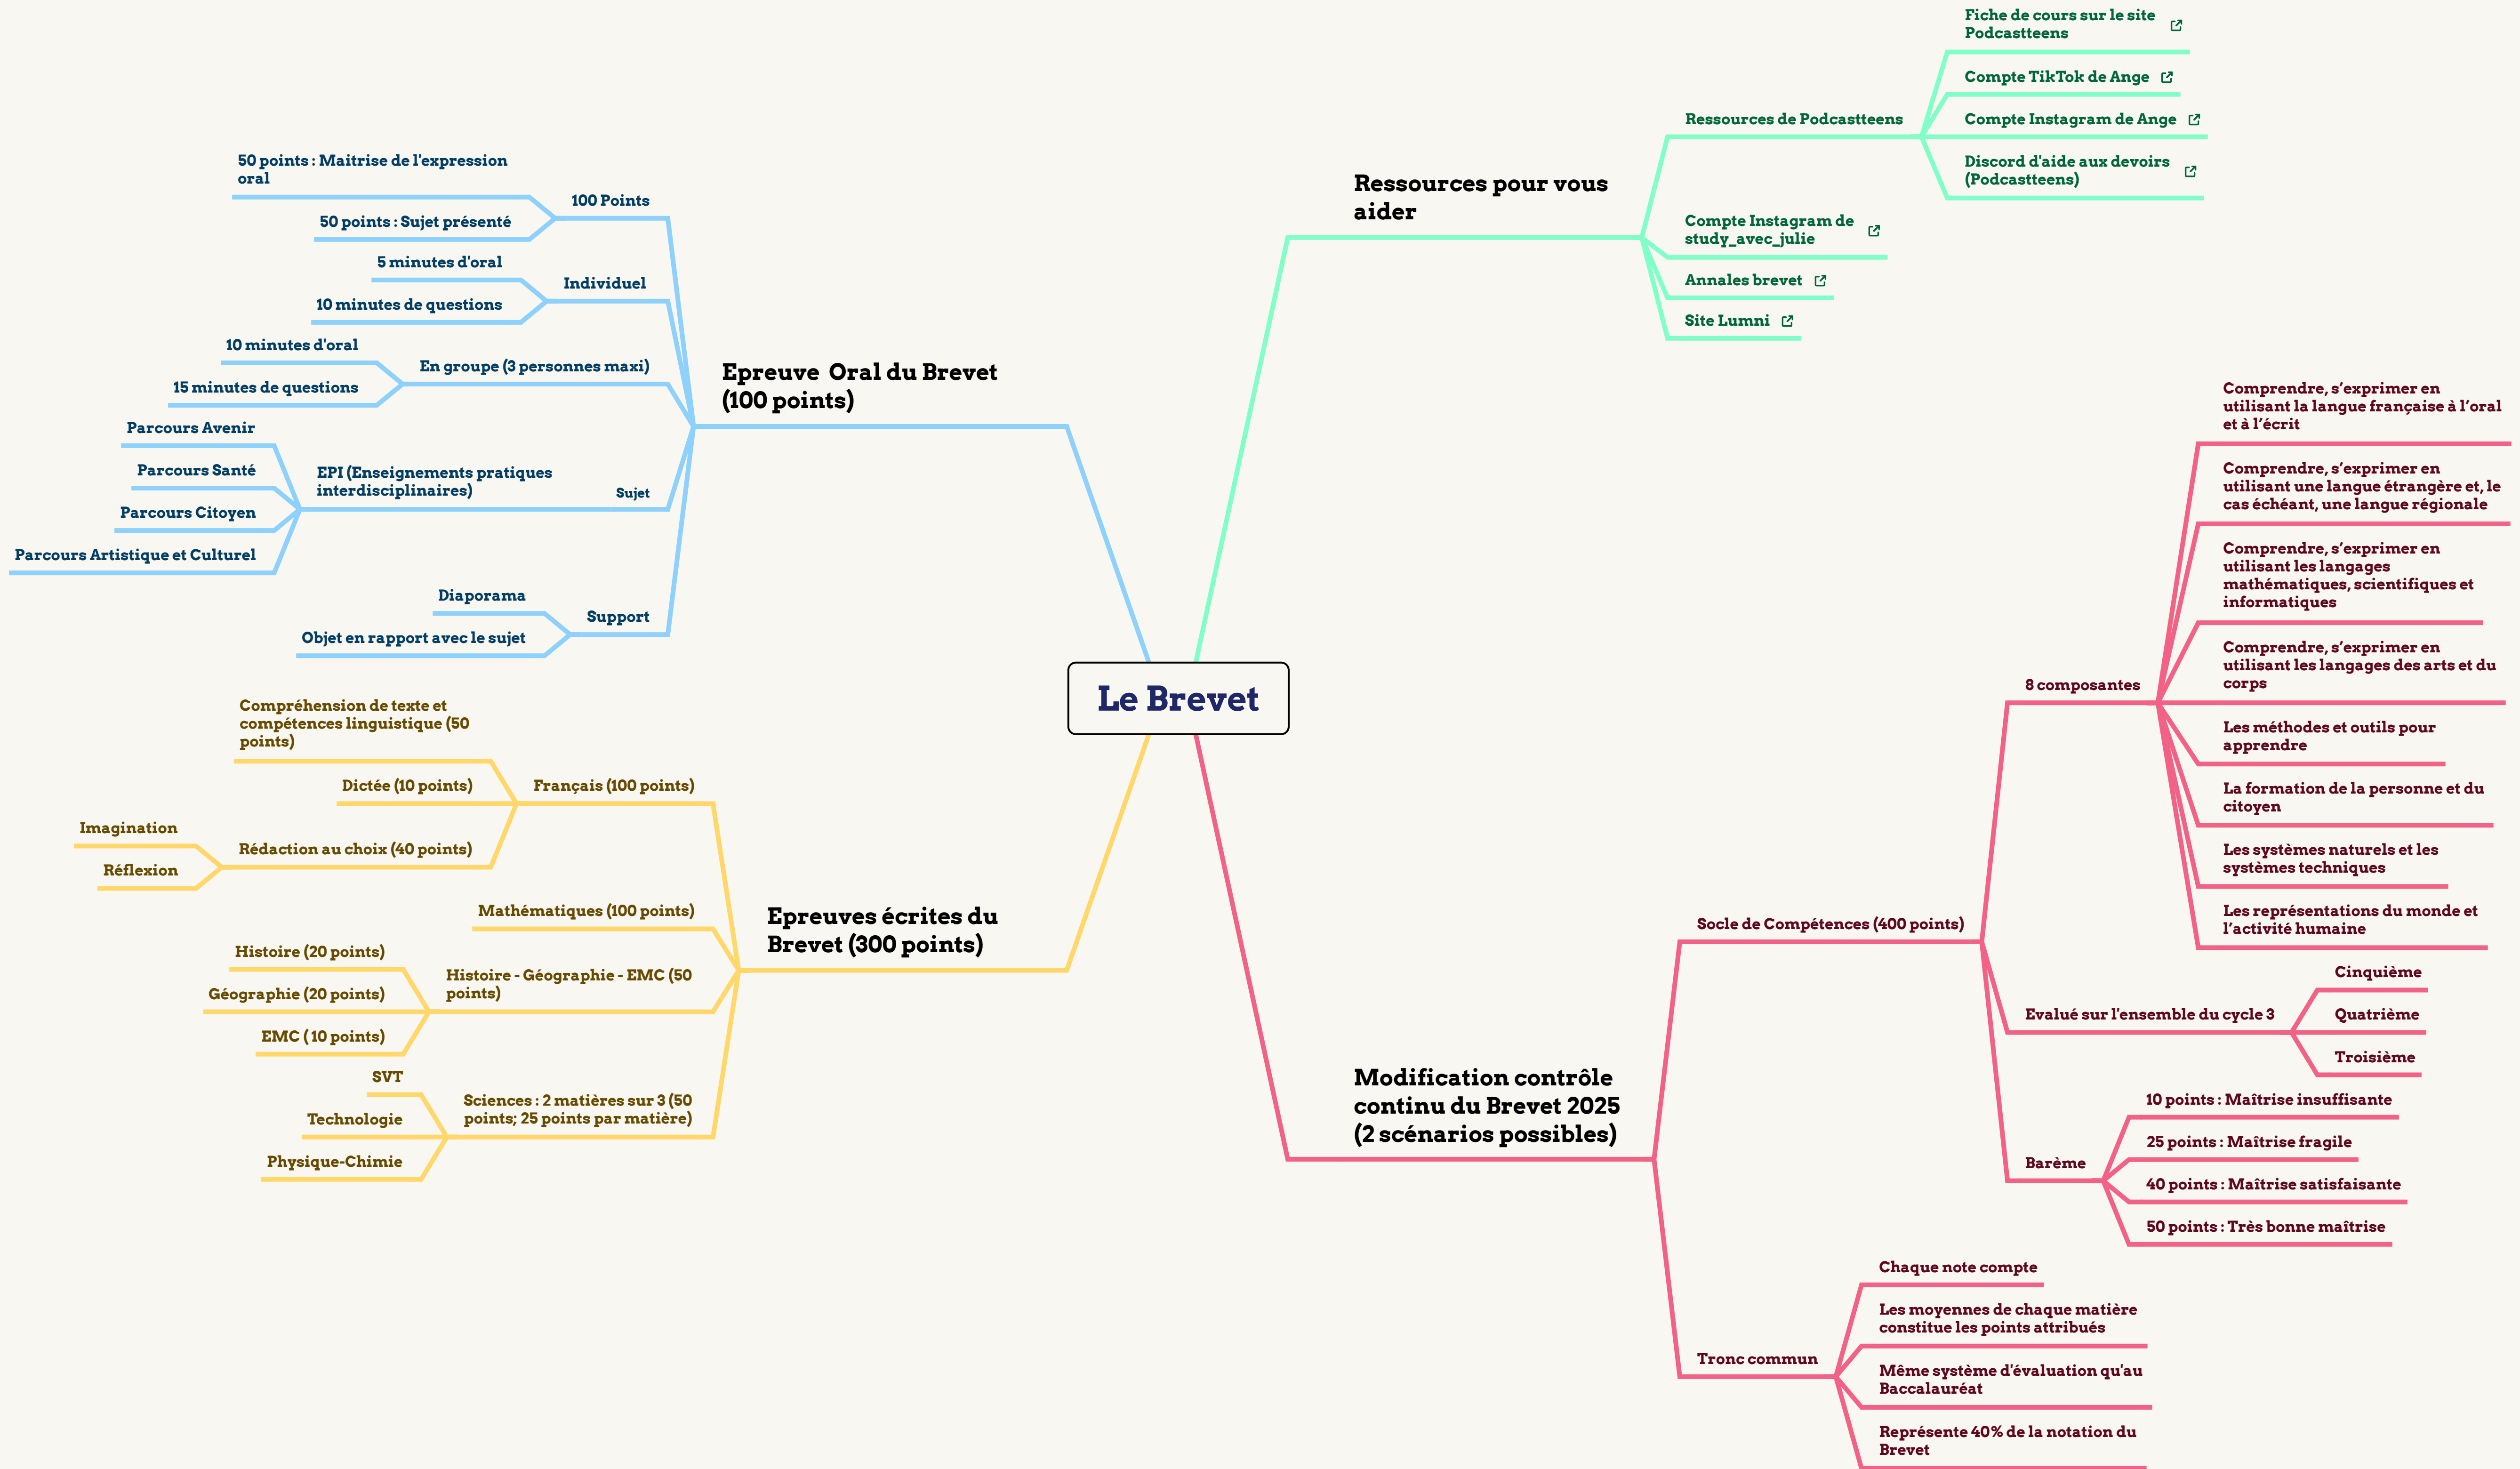 Le Brevet
Epreuve  Oral du Brevet
(100 points)
100 Points
50 points : Maitrise de l'expression
oral
50 points : Sujet présenté
Individuel
5 minutes d'oral
10 minutes de questions
En groupe (3 personnes maxi)
10 minutes d'oral
15 minutes de questions
Sujet
EPI (Enseignements pratiques
interdisciplinaires)
Parcours Avenir
Parcours Santé
Parcours Citoyen
Parcours Artistique et Culturel
Support
Diaporama
Objet en rapport avec le sujet
Epreuves écrites du
Brevet (300 points)
Français (100 points)
Compréhension de texte et
compétences linguistique (50
points)
Dictée (10 points)
Rédaction au choix (40 points)
Imagination
Réflexion
Mathématiques (100 points)
Histoire - Géographie - EMC (50
points)
Histoire (20 points)
Géographie (20 points)
EMC ( 10 points)
Sciences : 2 matières sur 3 (50
points; 25 points par matière)
SVT
Technologie
Physique-Chimie
Ressources pour vous
aider
Ressources de Podcastteens
Fiche de cours sur le site
Podcastteens
Compte TikTok de Ange
Compte Instagram de Ange
Discord d'aide aux devoirs
(Podcastteens)
Compte Instagram de
study_avec_julie
Annales brevet
Site Lumni
Modification contrôle
continu du Brevet 2025
(2 scénarios possibles)
Socle de Compétences (400 points)
8 composantes
Comprendre, s’exprimer en
utilisant la langue française à l’oral
et à l’écrit
Comprendre, s’exprimer en
utilisant une langue étrangère et, le
cas échéant, une langue régionale
Comprendre, s’exprimer en
utilisant les langages
mathématiques, scientifiques et
informatiques
Comprendre, s’exprimer en
utilisant les langages des arts et du
corps
Les méthodes et outils pour
apprendre
La formation de la personne et du
citoyen
Les systèmes naturels et les
systèmes techniques
Les représentations du monde et
l’activité humaine
Evalué sur l'ensemble du cycle 3
Cinquième
Quatrième
Troisième
Barème
10 points : Maîtrise insuffisante
25 points : Maîtrise fragile
40 points : Maîtrise satisfaisante
50 points : Très bonne maîtrise
Tronc commun
Chaque note compte
Les moyennes de chaque matière
constitue les points attribués
Même système d'évaluation qu'au
Baccalauréat
Représente 40% de la notation du
Brevet